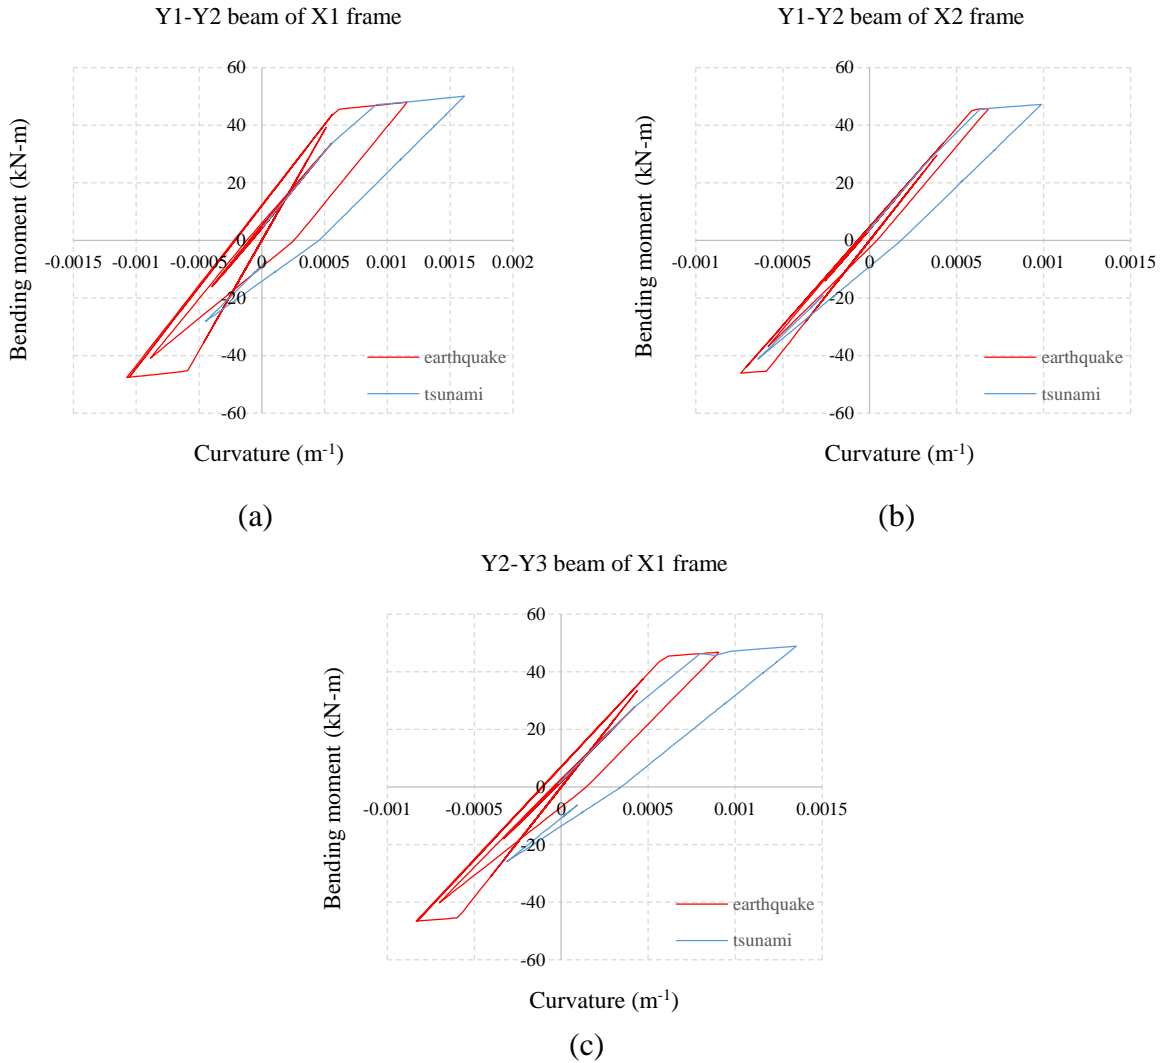 Y1-Y2 beam of X1 frame
60
40
20
0
-20
-40
-60
-0.0015 -0.001 -0.0005 0 0.0005 0.001 0.0015 0.002
Bending moment (kN-m)
Curvature (m-1)
earthquake
tsunami
(a)
Y1-Y2 beam of X2 frame
60
40
20
0
-20
-40
-60
-0.001 -0.0005 0 0.0005 0.001 0.0015
Bending moment (kN-m)
Curvature (m-1)
earthquake
tsunami
(b)
Y2-Y3 beam of X1 frame
60
40
20
0
-20
-40
-60
-0.001 -0.0005 0 0.0005 0.001 0.0015
Bending moment (kN-m)
Curvature (m-1)
earthquake
tsunami
(c)